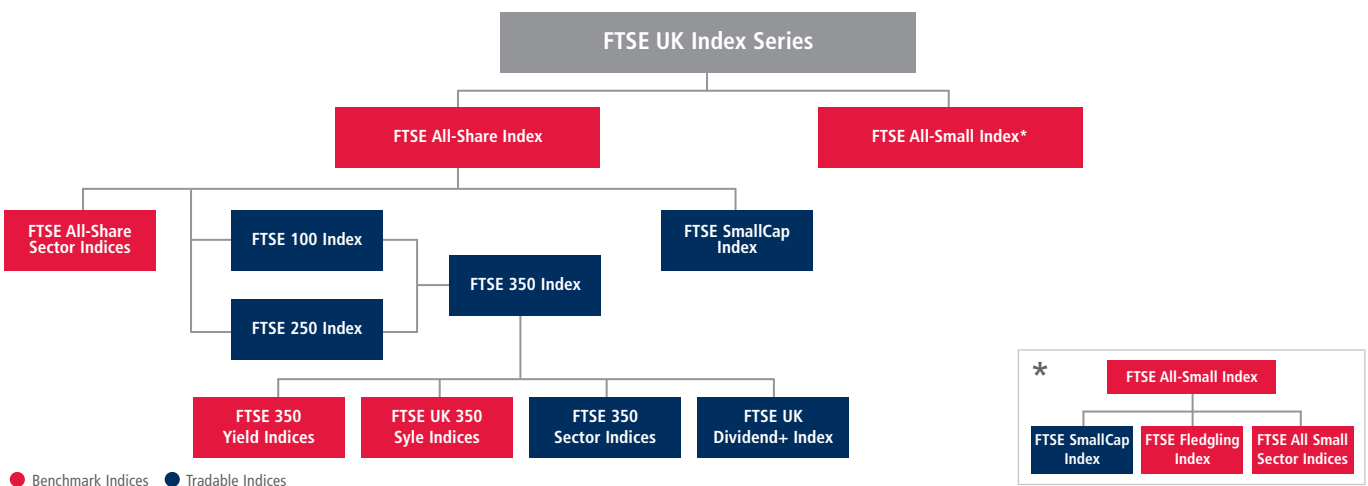 FTSE UK Index Series
FTSE All-Share Index
FTSE All-Small Index*
FTSE All-Share
Sector Indices
FTSE 100 Index
FTSE SmallCap
Index
FTSE 350 Index
FTSE 250 Index
FTSE 350
Yield Indices
FTSE UK 350
Syle Indices
FTSE 350
Sector Indices
FTSE UK
Dividend+ Index
*
FTSE All-Small Index
FTSE SmallCap
Index
FTSE Fledgling
Index
FTSE All Small
Sector Indices
Benchmark Indices
Tradable Indices